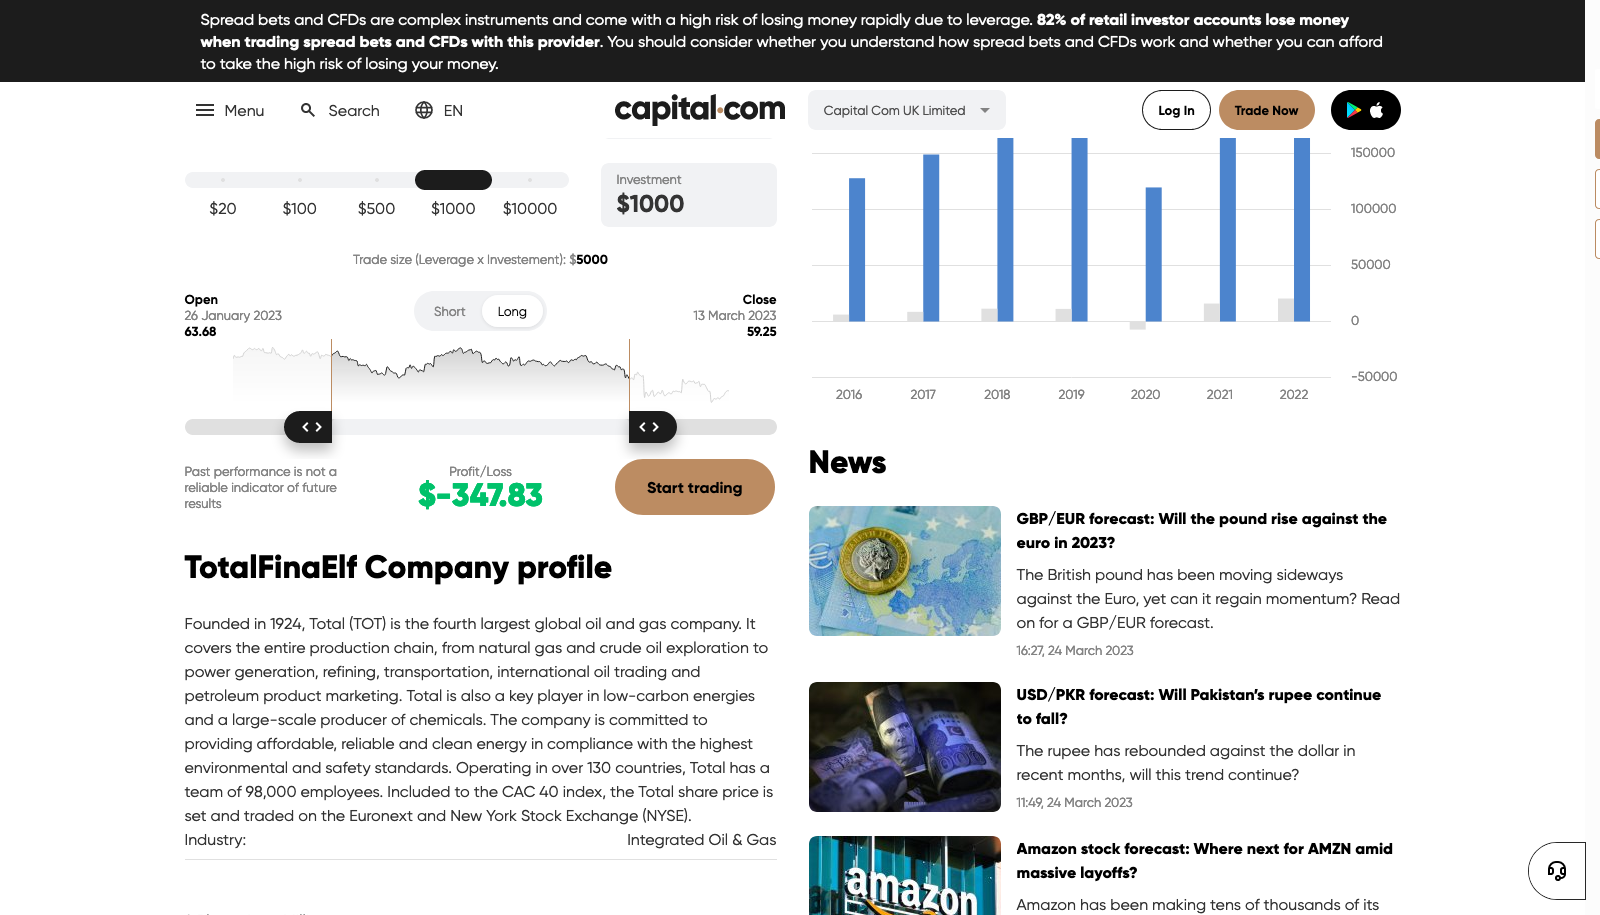 Spread bets and CFDs are complex instruments and come with a high risk of losing money rapidly due to leverage. 82% of retail investor accounts lose money
when trading spread bets and CFDs with this provider. You should consider whether you understand how spread bets and CFDs work and whether you can afford
to take the high risk of losing your money.
Menu
Search
EN
capital.com
Capital Com UK Limited
Log In
Trade Now
$20
$100
$500
$1000
$10000
Investment
$1000
Trade size (Leverage x Investement): $5000
Open
26 January 2023
63.68
Short
Long
Close
13 March 2023
59.25
Past performance is not a
reliable indicator of future
results
Profit/Loss
$-347.83
Start trading
TotalFinaElf Company profile
Founded in 1924, Total (TOT) is the fourth largest global oil and gas company. It
covers the entire production chain, from natural gas and crude oil exploration to
power generation, refining, transportation, international oil trading and
petroleum product marketing. Total is also a key player in low-carbon energies
and a large-scale producer of chemicals. The company is committed to
providing affordable, reliable and clean energy in compliance with the highest
environmental and safety standards. Operating in over 130 countries, Total has a
team of 98,000 employees. Included to the CAC 40 index, the Total share price is
set and traded on the Euronext and New York Stock Exchange (NYSE).
Industry:
Integrated Oil & Gas
150000
100000
50000
0
-50000
2016
2017
2018
2019
2020
2021
2022
News
GBP/EUR forecast: Will the pound rise against the
euro in 2023?
The British pound has been moving sideways
against the Euro, yet can it regain momentum? Read
on for a GBP/EUR forecast.
16:27, 24 March 2023
USD/PKR forecast: Will Pakistan's rupee continue
to fall?
The rupee has rebounded against the dollar in
recent months, will this trend continue?
11:49, 24 March 2023
amazon
Amazon stock forecast: Where next for AMZN amid
massive layoffs?
Amazon has been making tens of thousands of its